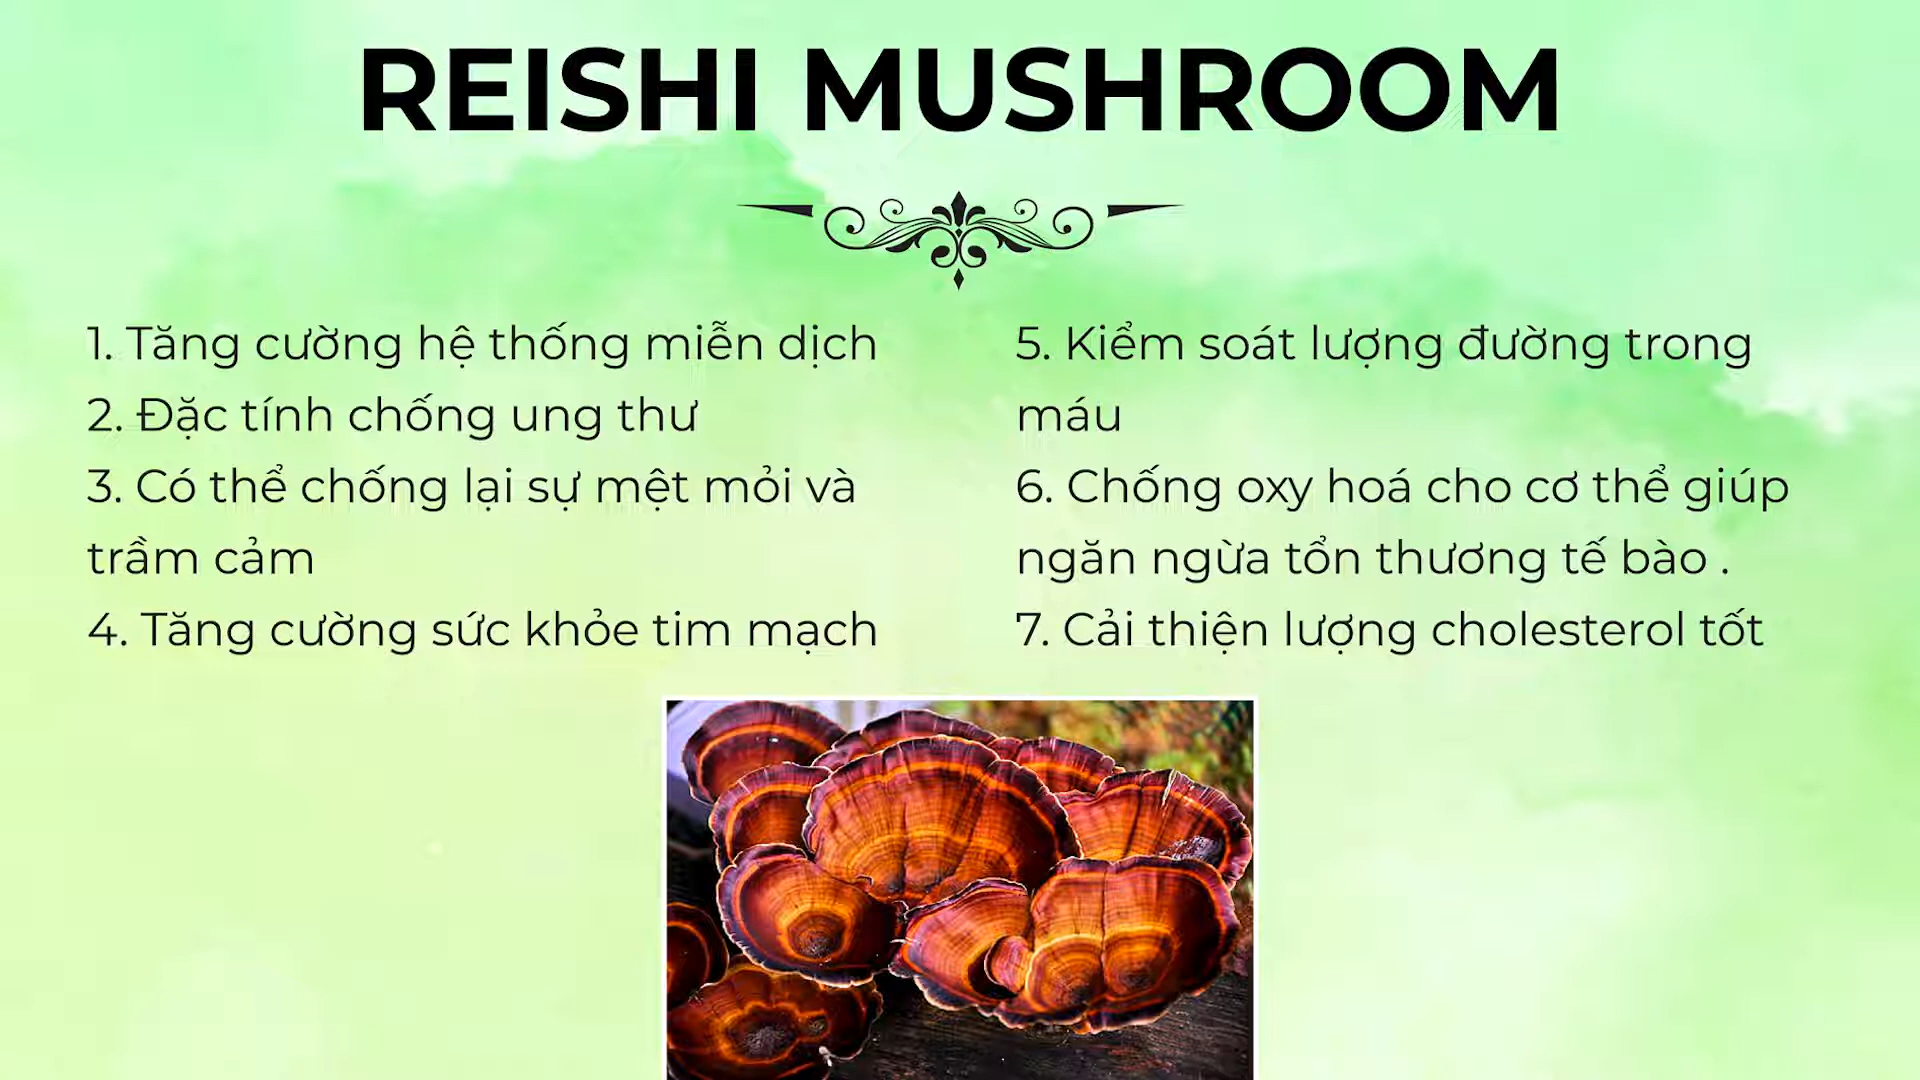 REISHI MUSHROOM
1. Tăng cường hệ thống miễn dịch
2. Đặc tính chống ung thư
3. Có thể chống lại sự mệt mỏi và
trầm cảm
4. Tăng cường sức khỏe tim mạch
5. Kiểm soát lượng đường trong
máu
6. Chống oxy hoá cho cơ thể giúp
ngăn ngừa tổn thương tế bào .
7. Cải thiện lượng cholesterol tốt